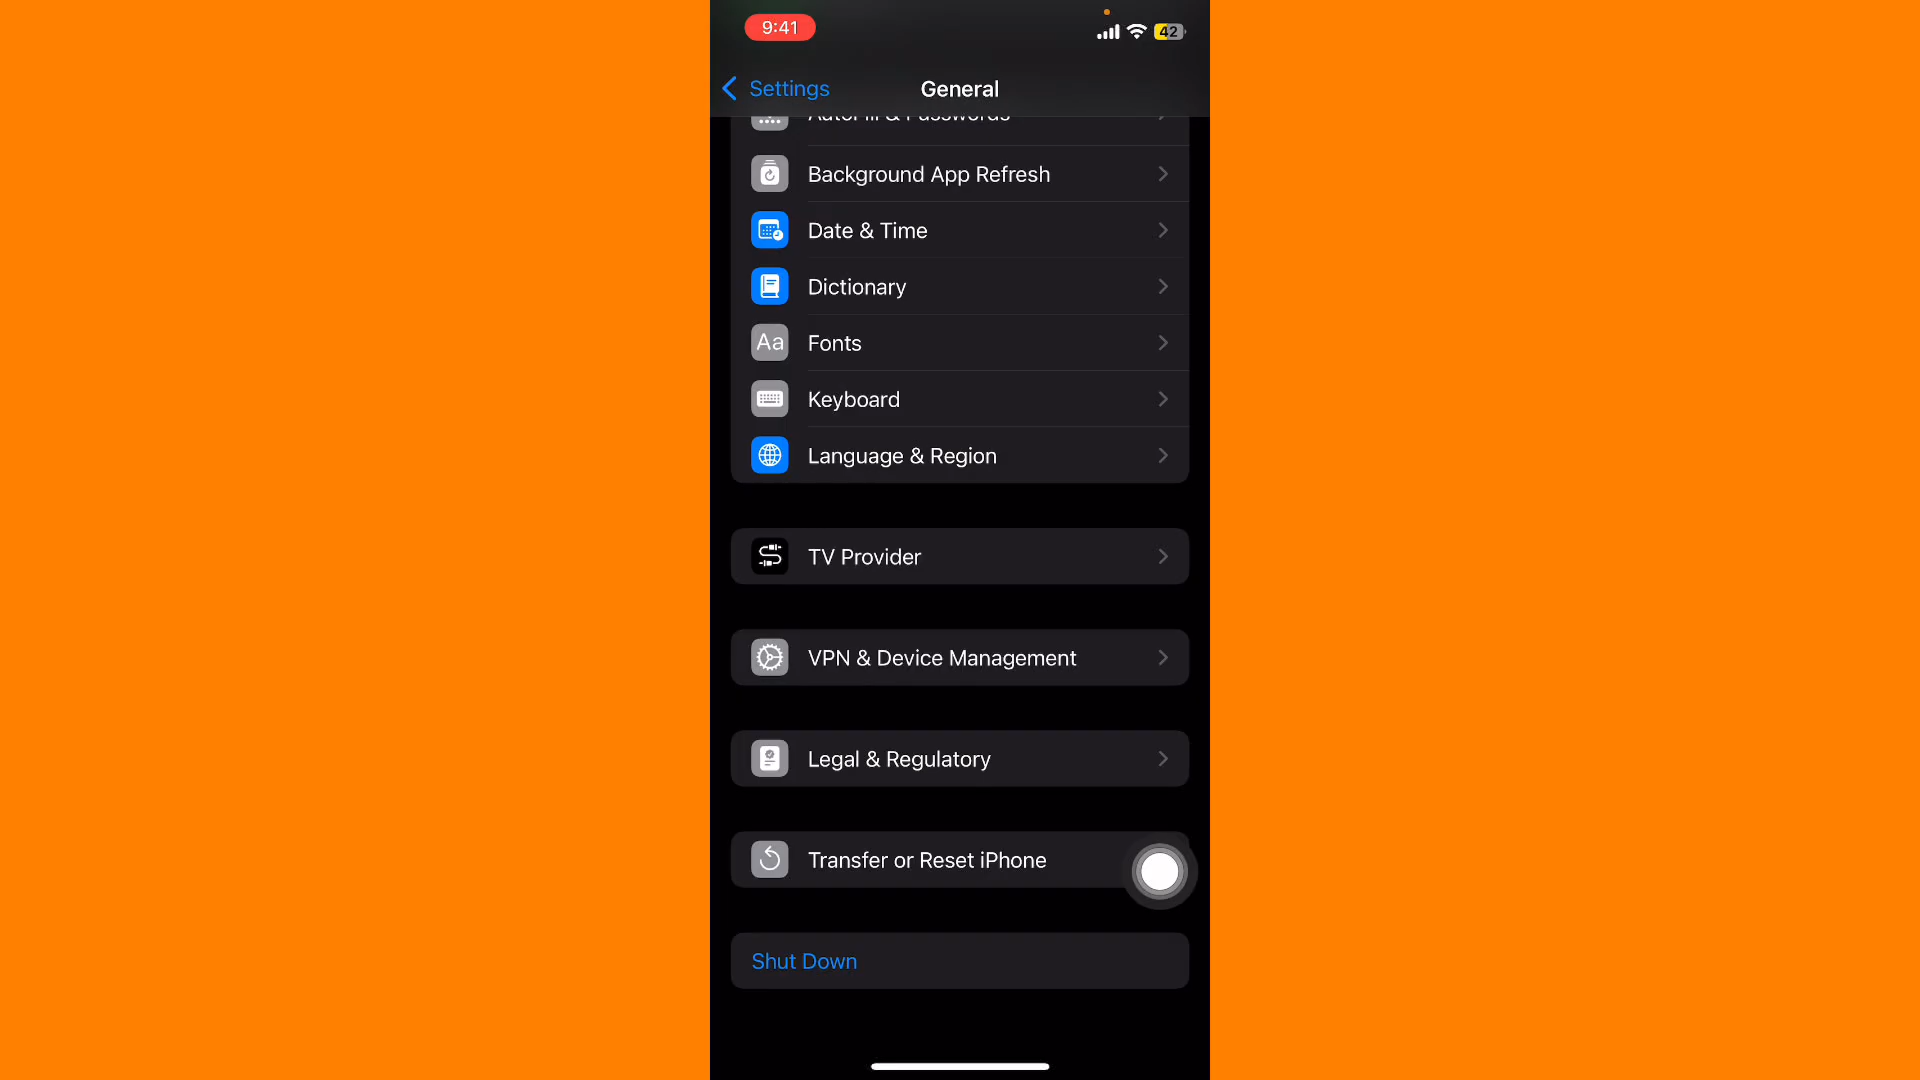 9:41
42
Settings
General
AutoFill & Passwords
Background App Refresh
Date & Time
Dictionary
Aa
Fonts
Keyboard
Language & Region
TV Provider
VPN & Device Management
Legal & Regulatory
Transfer or Reset iPhone
Shut Down